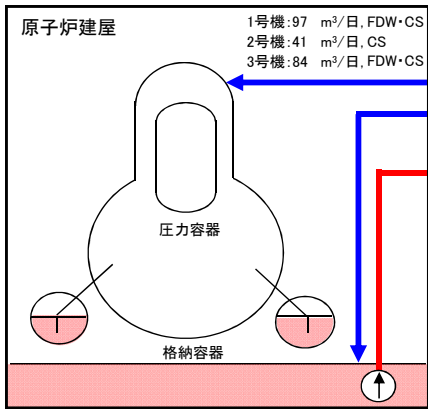 原子炉建屋
1号機:97 m³/日, FDW・CS
2号機:41 m³/日, CS
3号機:84 m³/日, FDW・CS
圧力容器
格納容器